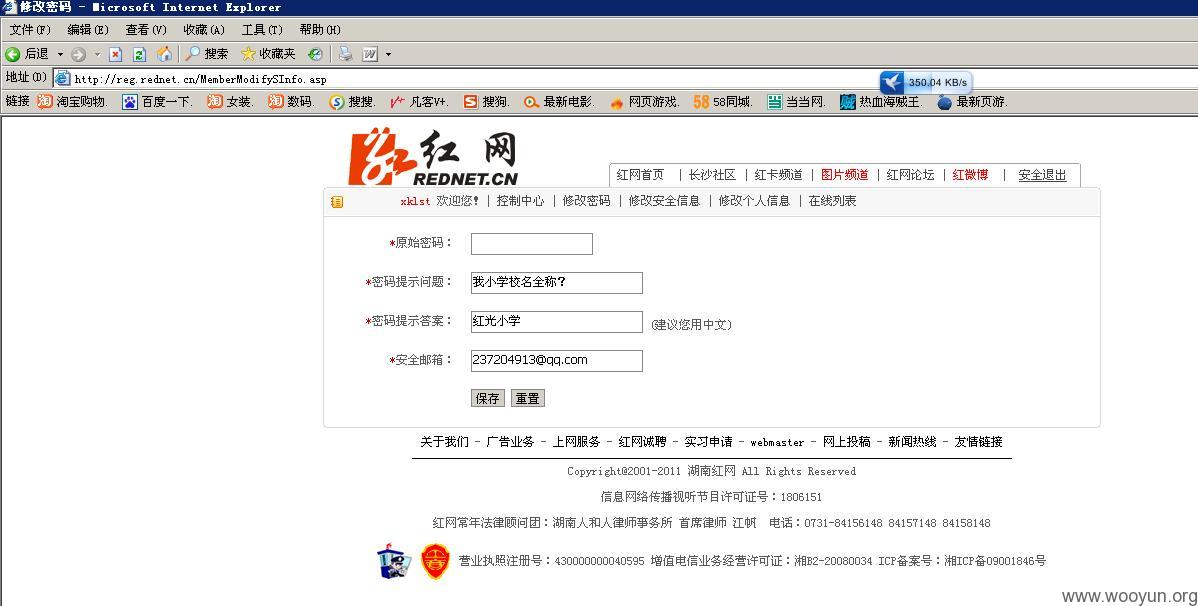 修改密码 - Microsoft Internet Explorer
文件(F) 编辑(E) 查看(V) 收藏(A) 工具(T) 帮助(H)
后退 搜索 收藏夹
地址(D) http://reg.rednet.cn/MemberModifySInfo.asp 350.04 KB/s
链接 淘宝购物. 百度一下. 女装. 数码. 搜搜. 凡客V+. 搜狗. 最新电影. 网页游戏. 58同城. 当当网. 热血海贼王. 最新页游.
红网
REDNET.CN
红网首页 | 长沙社区 | 红卡频道 | 图片频道 | 红网论坛 | 红微博 | 安全退出
xklst 欢迎您! | 控制中心 | 修改密码 | 修改安全信息 | 修改个人信息 | 在线列表
*原始密码：
*密码提示问题： 我小学校名全称?
*密码提示答案： 红光小学 (建议您用中文)
*安全邮箱： 237204913@qq.com
保存 重置
关于我们 - 广告业务 - 上网服务 - 红网诚聘 - 实习申请 - webmaster - 网上投稿 - 新闻热线 - 友情链接
Copyright@2001-2011 湖南红网 All Rights Reserved
信息网络传播视听节目许可证号：1806151
红网常年法律顾问团：湖南人和人律师事务所 首席律师 江帆 电话：0731-84156148 84157148 84158148
营业执照注册号：430000000040595 增值电信业务经营许可证：湘B2-20080034 ICP备案号：湘ICP备09001846号
www.wooyun.org